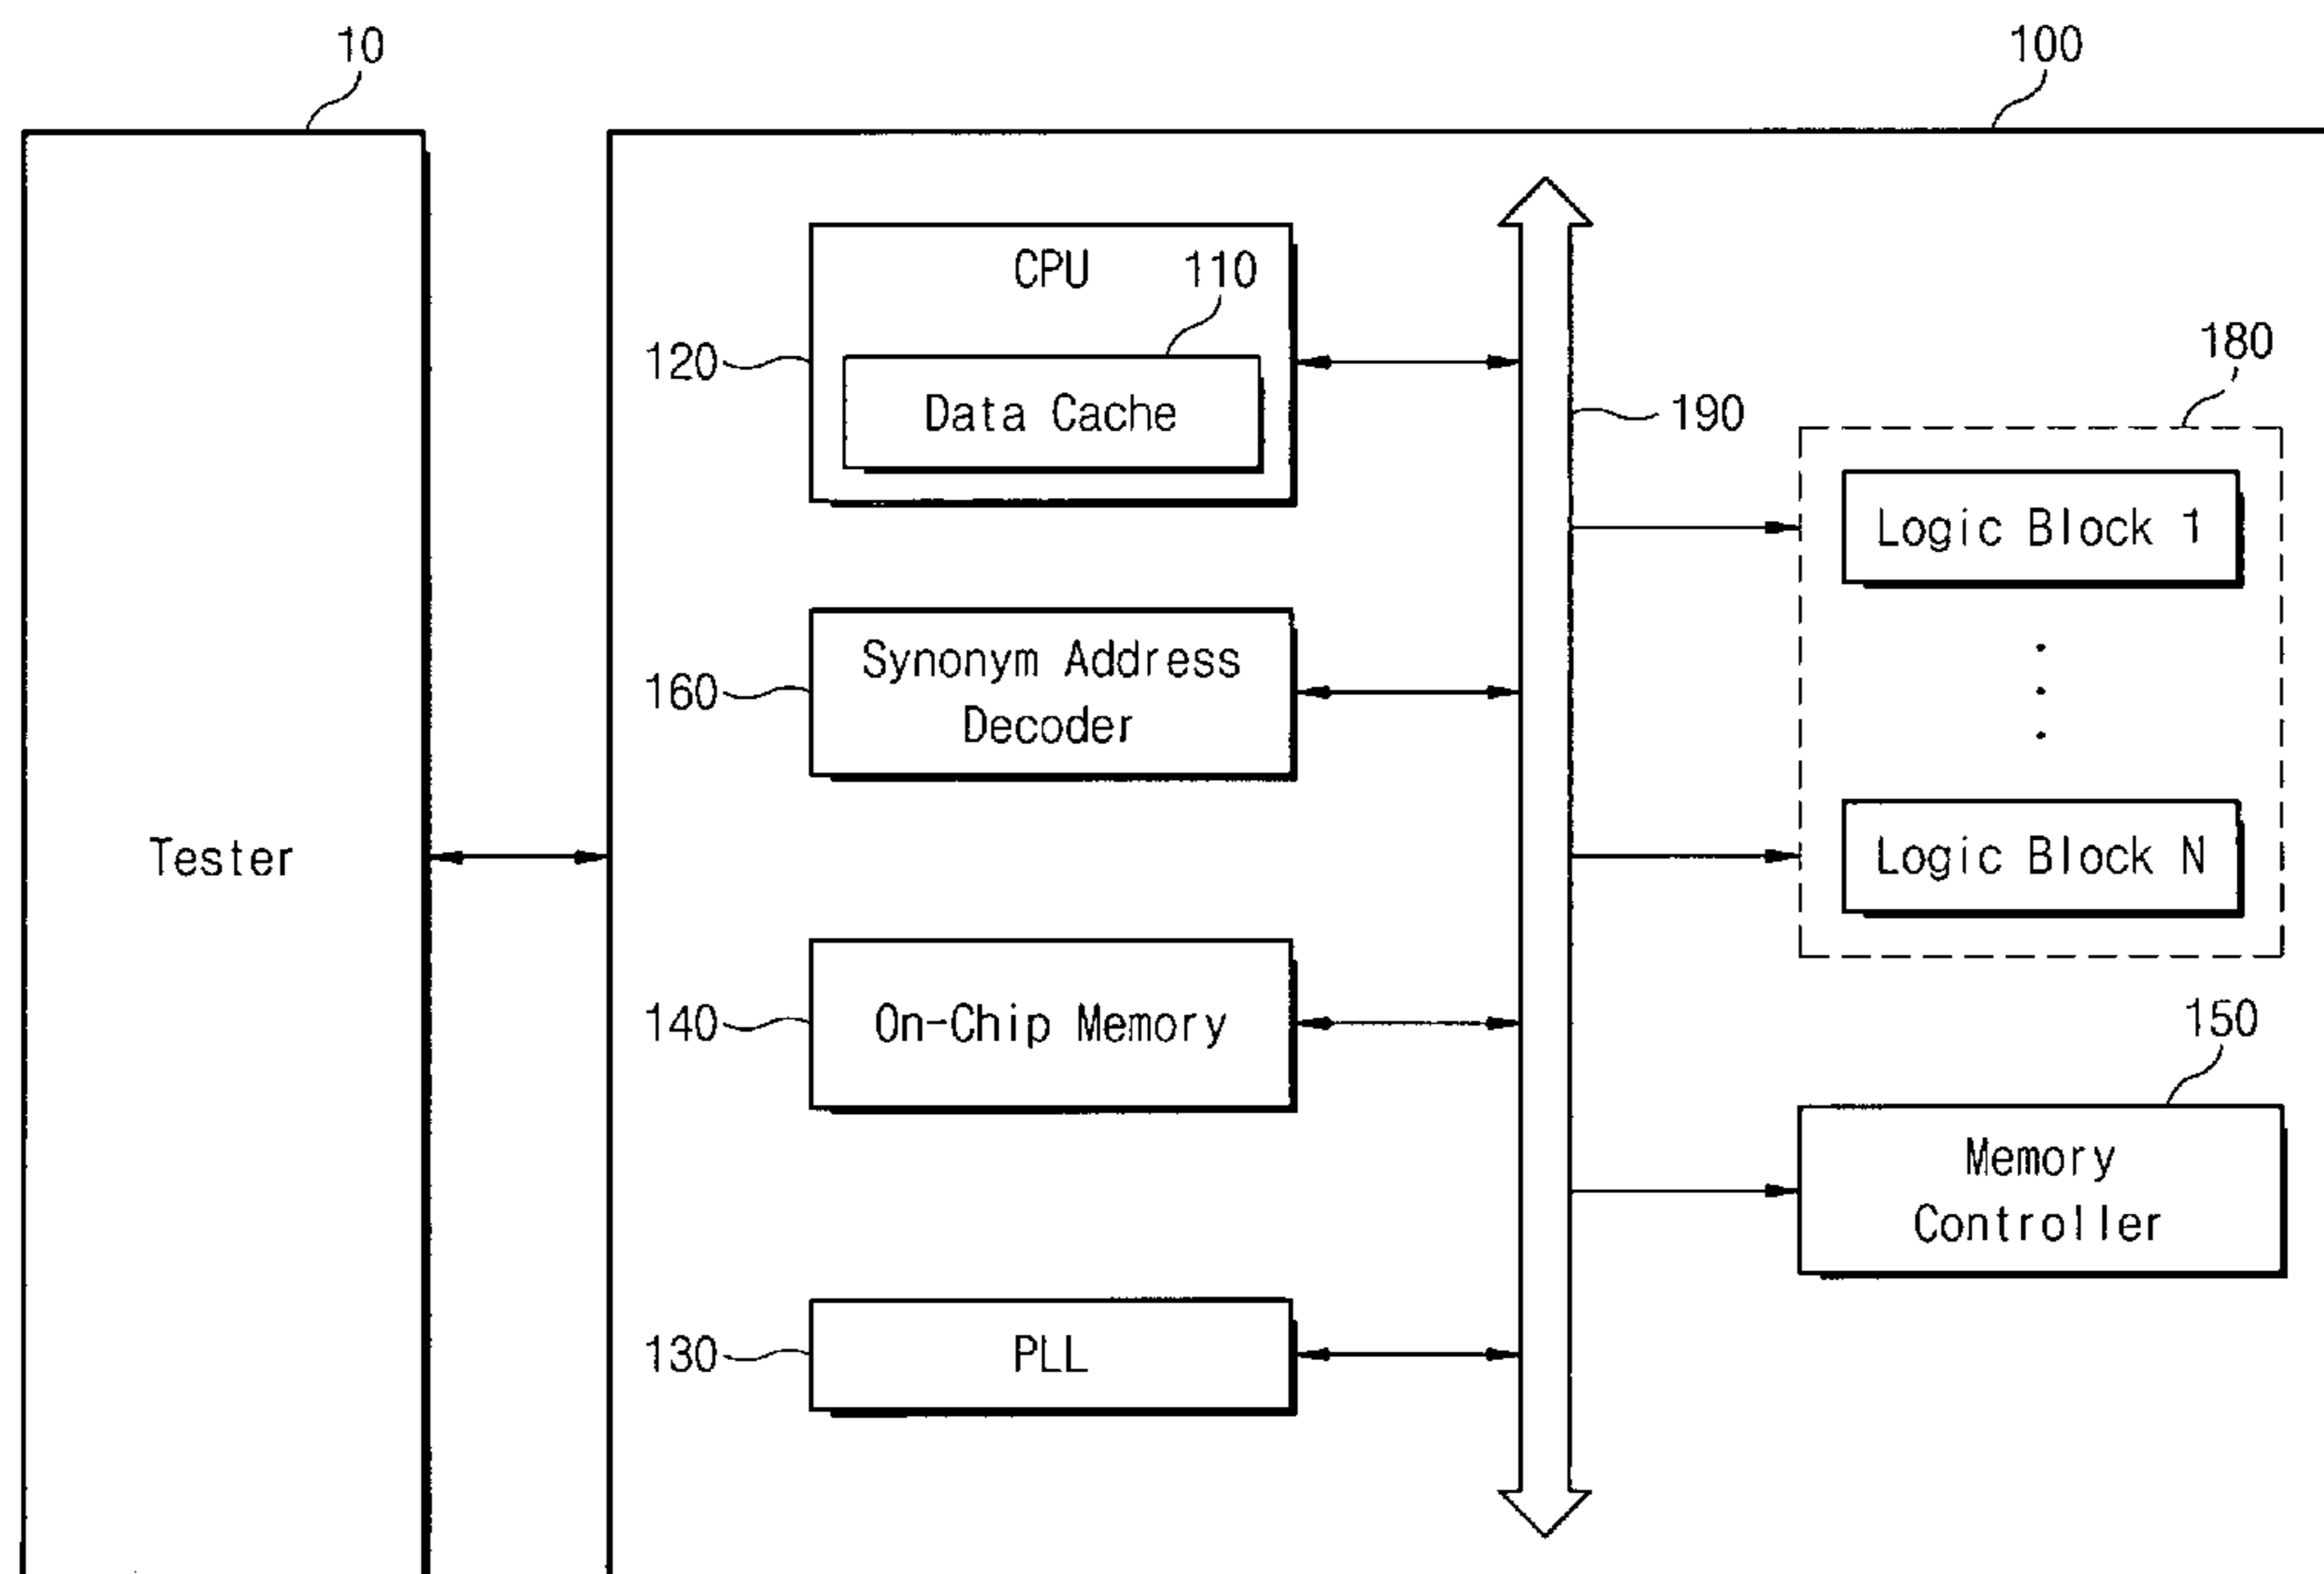 10
100
CPU
110
120
Data Cache
190
180
Logic Block 1
160
Synonym Address
Decoder
Tester
Logic Block N
140
On-Chip Memory
150
Memory
Controller
130
PLL